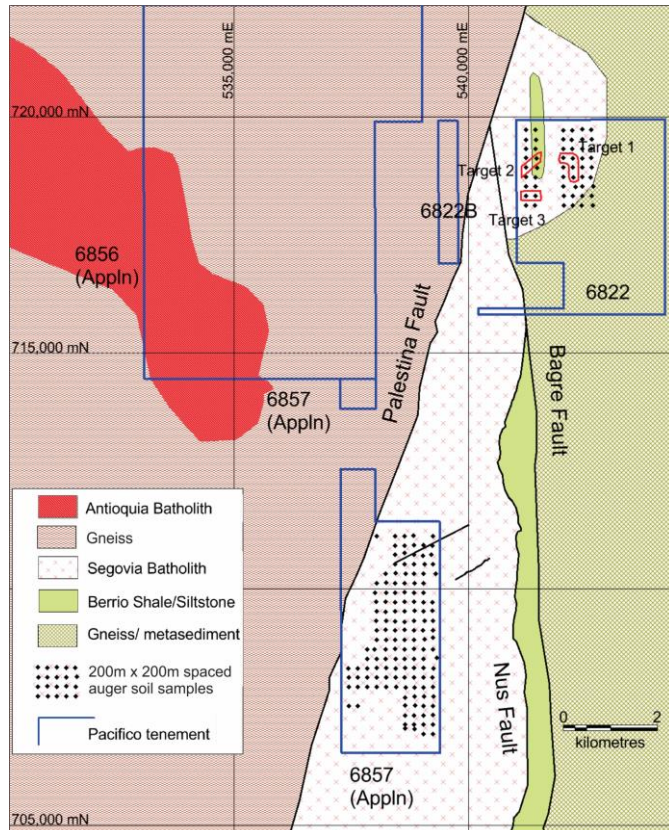 535,000 mE
540,000 mE
720,000 mN
Target 1
Target 2
Target 3
6822B
6856
(Appln)
6822
Palestina Fault
715,000 mN
6857
(Appln)
Bagre Fault
Antioquia Batholith
Gneiss
Segovia Batholith
Berrio Shale/Siltstone
Gneiss/ metasediment
200m x 200m spaced
auger soil samples
Pacifico tenement
Nus Fault
0 2
kilometres
6857
(Appln)
705,000 mN